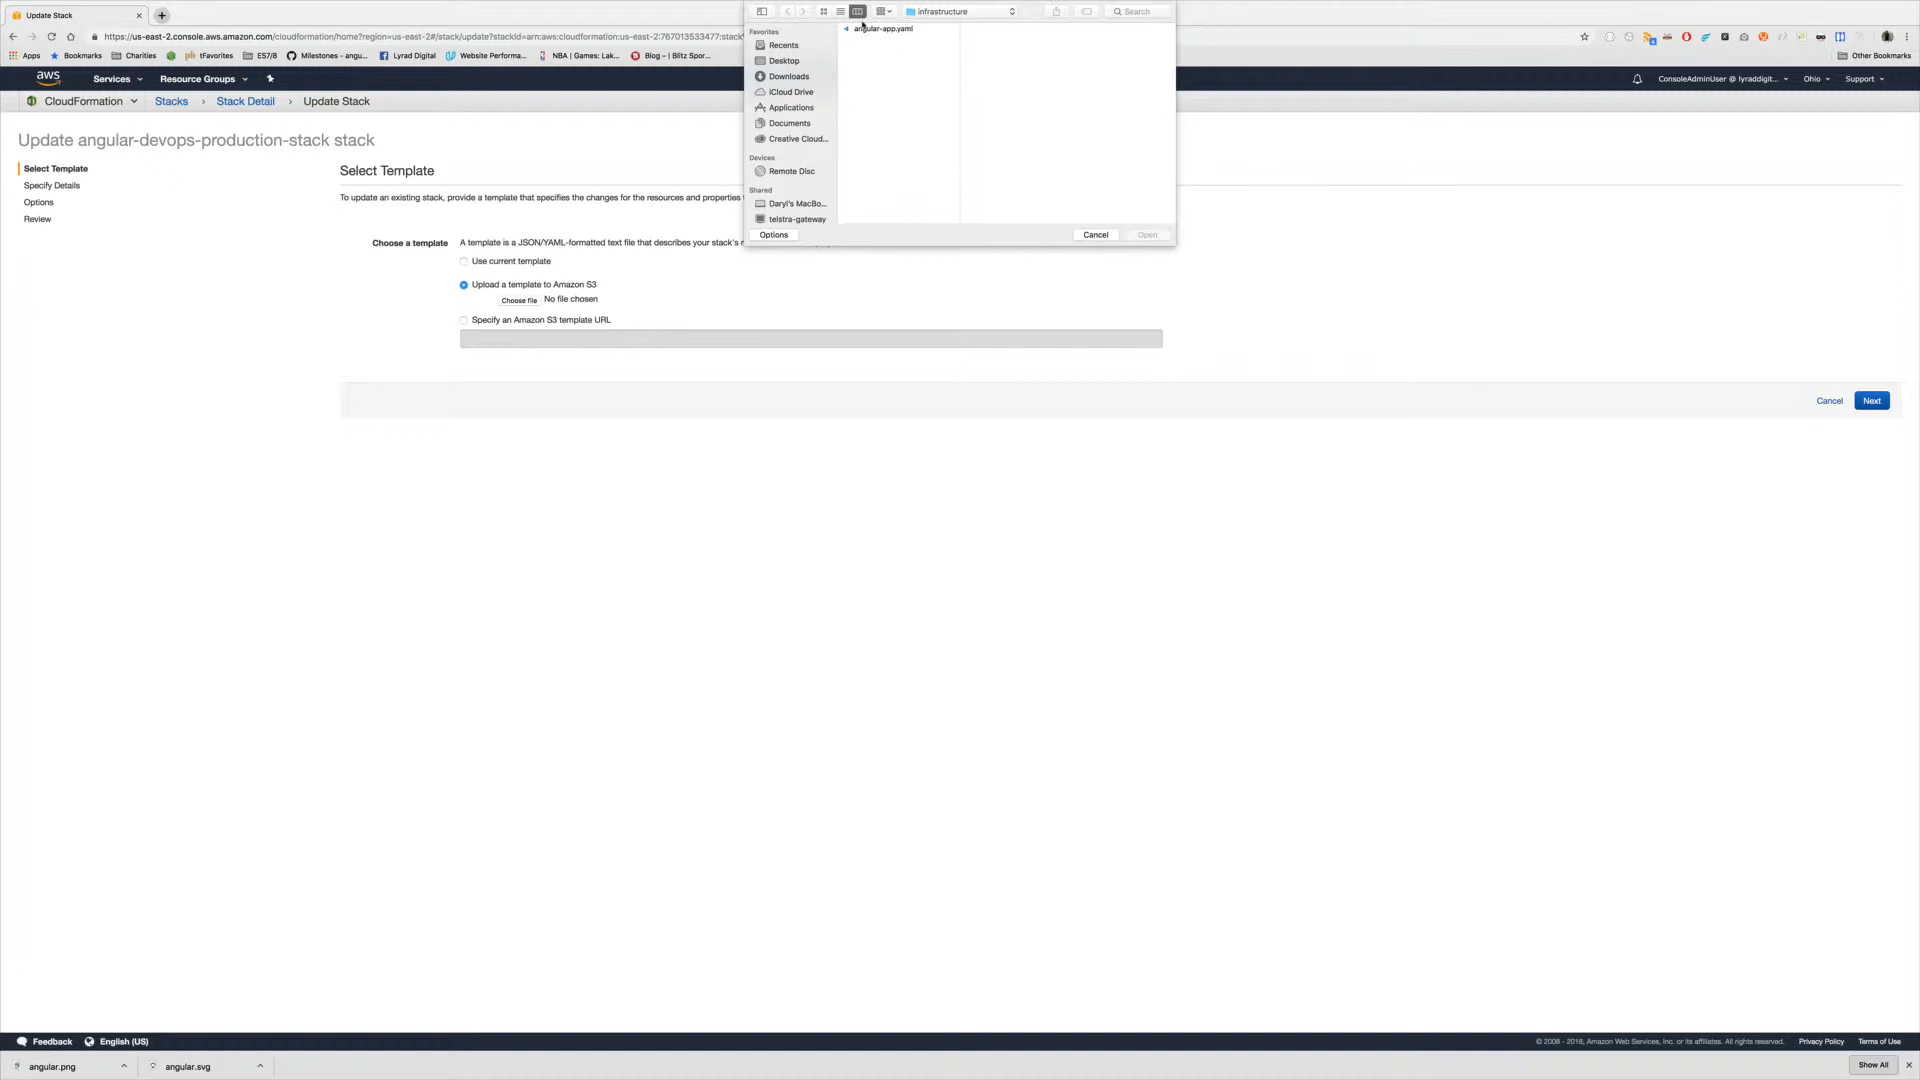 Update Stack
https://us-east-2.console.aws.amazon.com/cloudformation/home?region=us-east-2#/stack/update?stackId=arn:aws:cloudformation:us-east-2:767013533477:stack
Apps
Bookmarks
Charities
tFavorites
ES7/8
Milestones - angu...
Lyrad Digital
Website Performa...
NBA | Games: Lak...
Blog – | Blitz Spor...
Other Bookmarks
aws
Services
Resource Groups
ConsoleAdminUser @ lyraddigit...
Ohio
Support
CloudFormation
Stacks
Stack Detail
Update Stack
infrastructure
Search
Favorites
Recents
Desktop
Downloads
iCloud Drive
Applications
Documents
Creative Cloud...
Devices
Remote Disc
Shared
Daryl's MacBo...
telstra-gateway
angular-app.yaml
Options
Cancel
Open
Update angular-devops-production-stack stack
Select Template
Specify Details
Options
Review
Select Template
To update an existing stack, provide a template that specifies the changes for the resources and properties
Choose a template
A template is a JSON/YAML-formatted text file that describes your stack's
Use current template
Upload a template to Amazon S3
Choose file No file chosen
Specify an Amazon S3 template URL
Cancel
Next
Feedback
English (US)
© 2008 - 2018, Amazon Web Services, Inc. or its affiliates. All rights reserved.
Privacy Policy
Terms of Use
angular.png
angular.svg
Show All